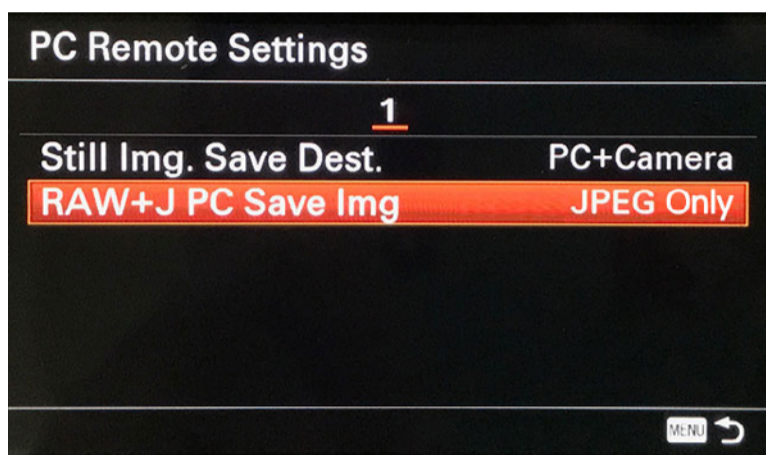 PC Remote Settings
1
Still Img. Save Dest. PC+Camera
RAW+J PC Save Img JPEG Only
MENU